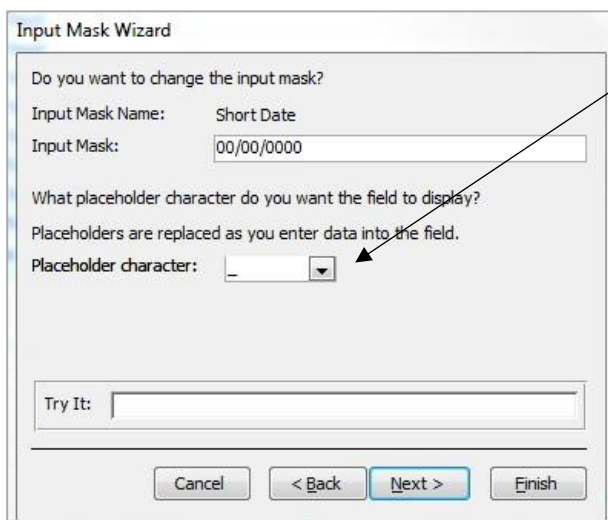 Input Mask Wizard
Do you want to change the input mask?
Input Mask Name: Short Date
Input Mask: 00/00/0000
What placeholder character do you want the field to display?
Placeholders are replaced as you enter data into the field.
Placeholder character: _
Try It:
Cancel < Back Next > Finish